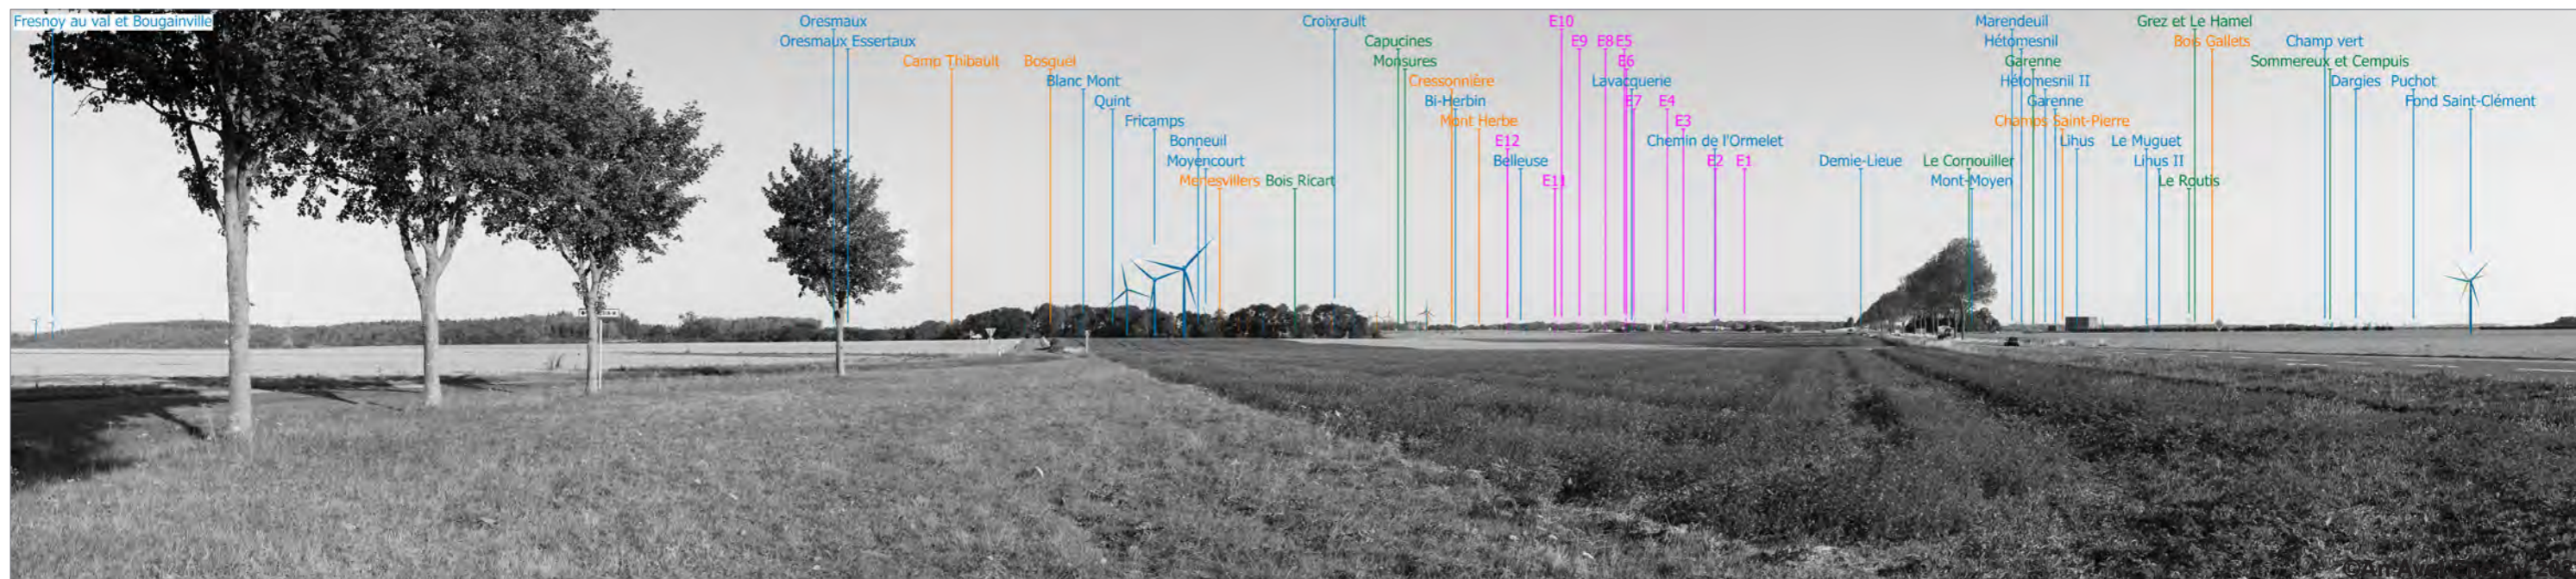 Fresnoy au val et Bougainville
Oresmaux
Croixrault
E10
Marendeuil
Grez et Le Hamel
Oresmaux Essertaux
Capucines
E9
E8
E5
Hétomesnil
Bois Gallets
Champ vert
Camp Thibault
Bosquel
Monsures
E6
Garenne
Sommereux et Cempuis
Blanc Mont
Cressonnière
Lavacquerie
Hétomesnil II
Dargies
Puchot
Quint
Bi-Herbin
E7
E4
Garenne
Fond Saint-Clément
Fricamps
Mont Herbe
E3
Champs Saint-Pierre
Bonneuil
E12
Chemin de l'Ormelet
Lihus
Le Muguet
Moyencourt
Belleuse
E2
E1
Demie-Lieue
Le Cornouiller
Lihus II
Merlesvillers
Bois Ricart
E11
Mont-Moyen
Le Routis